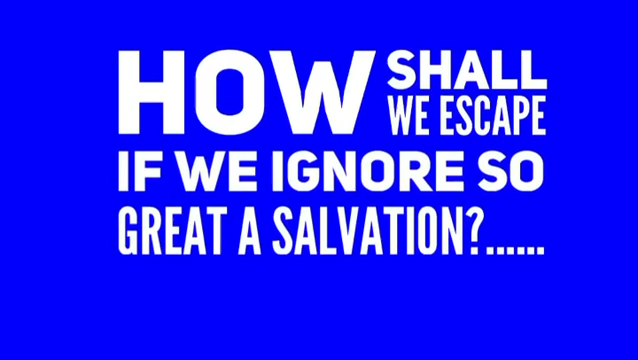 HOW SHALL
WE ESCAPE
IF WE IGNORE SO
GREAT A SALVATION?......